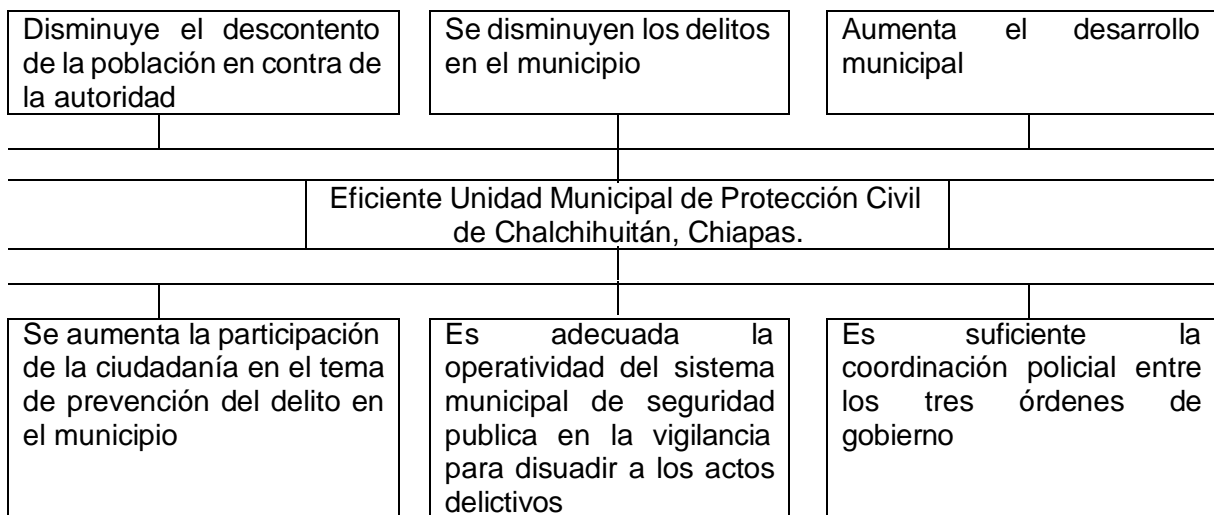 Disminuye el descontento
de la población en contra de
la autoridad
Se disminuyen los delitos
en el municipio
Aumenta el desarrollo
municipal
Eficiente Unidad Municipal de Protección Civil
de Chalchihuitán, Chiapas.
Se aumenta la participación
de la ciudadanía en el tema
de prevención del delito en
el municipio
Es adecuada la
operatividad del sistema
municipal de seguridad
publica en la vigilancia
para disuadir a los actos
delictivos
Es suficiente la
coordinación policial entre
los tres órdenes de
gobierno